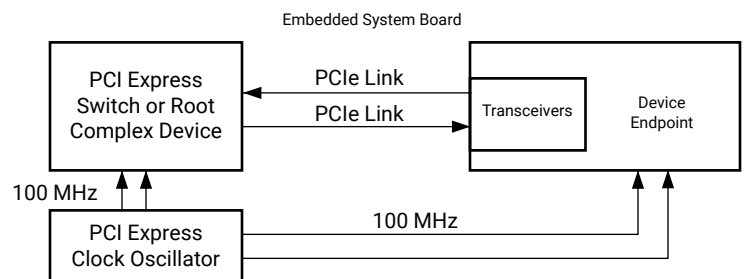 Embedded System Board
PCI Express
Switch or Root
Complex Device
PCIe Link
PCIe Link
Transceivers
Device
Endpoint
100 MHz
PCI Express
Clock Oscillator
100 MHz